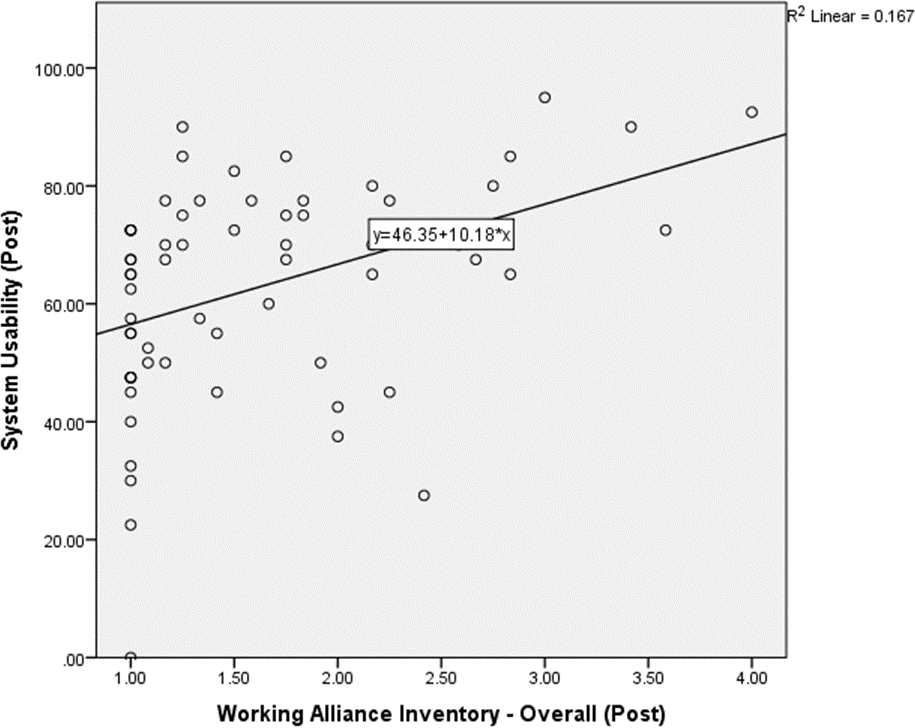 R² Linear = 0.167
100.00
80.00
60.00
40.00
20.00
.00
System Usability (Post)
y=46.35+10.18*x
1.00 1.50 2.00 2.50 3.00 3.50 4.00
Working Alliance Inventory - Overall (Post)